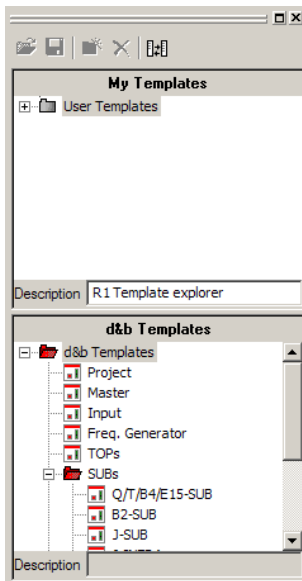 My Templates
User Templates
Description R1 Template explorer
d&b Templates
d&b Templates
Project
Master
Input
Freq. Generator
TOPs
SUBs
Q/T/B4/E15-SUB
B2-SUB
J-SUB
Description